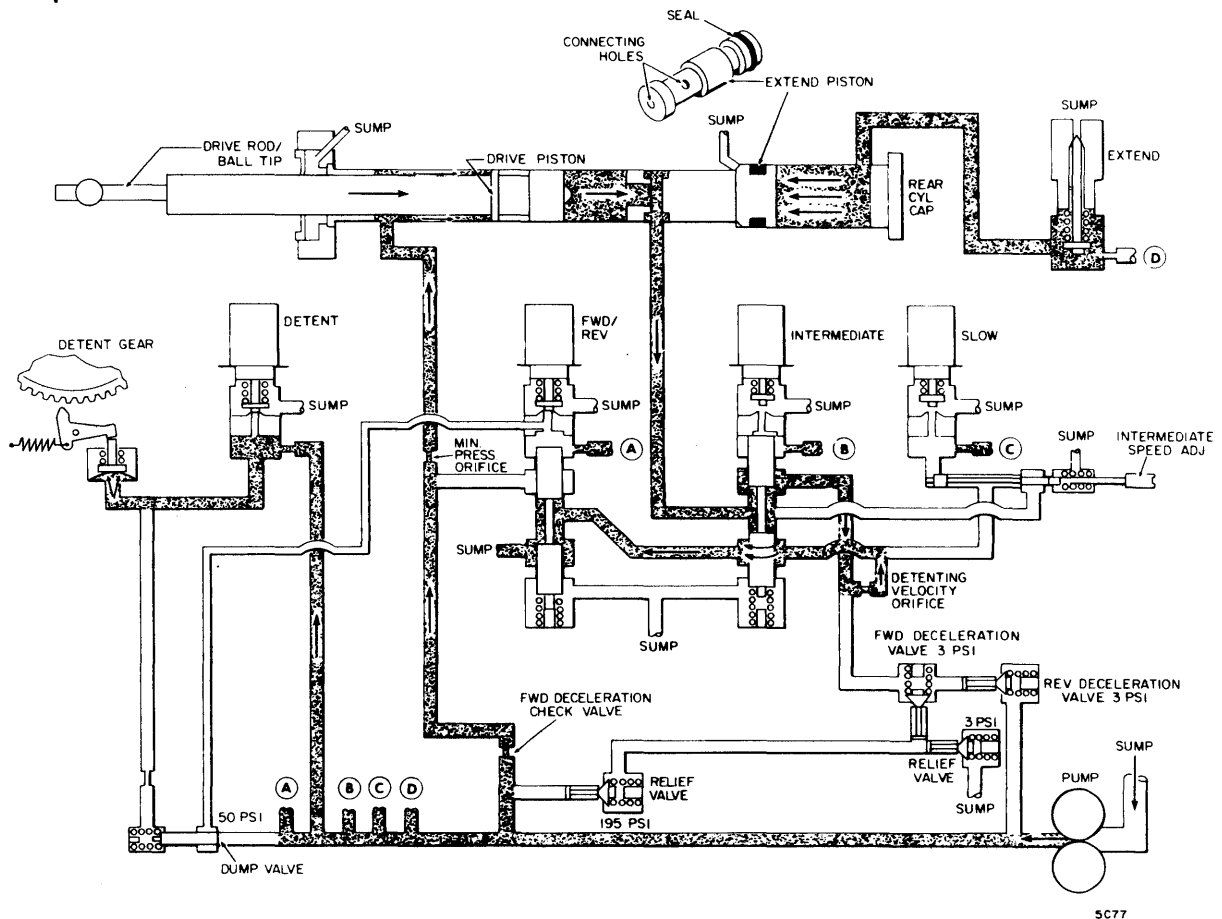 SEAL
CONNECTING
HOLES
EXTEND PISTON
SUMP
SUMP
SUMP
DRIVE ROD/
BALL TIP
DRIVE PISTON
EXTEND
REAR
CYL
CAP
D
DETENT
FWD/
REV
INTERMEDIATE
SLOW
DETENT GEAR
SUMP
SUMP
SUMP
SUMP
A
B
C
SUMP
INTERMEDIATE
SPEED ADJ
MIN.
PRESS
ORIFICE
SUMP
DETENTING
VELOCITY
ORIFICE
SUMP
FWD DECELERATION
VALVE 3 PSI
REV DECELERATION
VALVE 3 PSI
FWD DECELERATION
CHECK VALVE
3 PSI
RELIEF
VALVE
SUMP
RELIEF
VALVE
195 PSI
PUMP
SUMP
A
B
C
D
50 PSI
DUMP VALVE
5C77